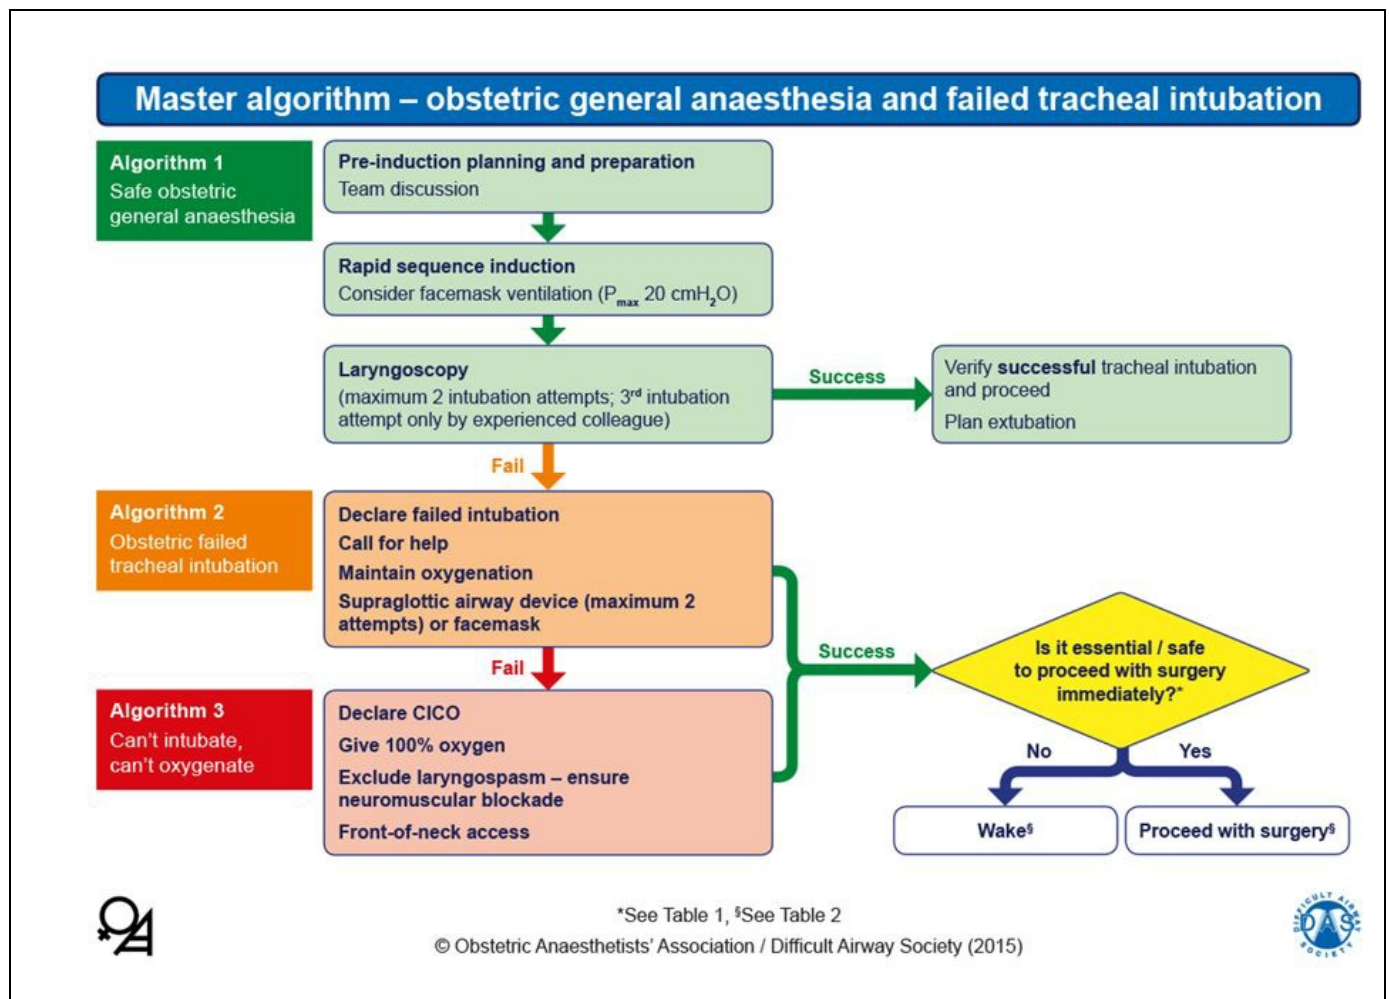 Master algorithm – obstetric general anaesthesia and failed tracheal intubation
Algorithm 1
Safe obstetric
general anaesthesia
Pre-induction planning and preparation
Team discussion
Rapid sequence induction
Consider facemask ventilation (Pmax 20 cmH2O)
Laryngoscopy
(maximum 2 intubation attempts; 3rd intubation
attempt only by experienced colleague)
Success
Verify successful tracheal intubation
and proceed
Plan extubation
Fail
Algorithm 2
Obstetric failed
tracheal intubation
Declare failed intubation
Call for help
Maintain oxygenation
Supraglottic airway device (maximum 2
attempts) or facemask
Success
Is it essential / safe
to proceed with surgery
immediately?*
Fail
Algorithm 3
Can't intubate,
can't oxygenate
Declare CICO
Give 100% oxygen
Exclude laryngospasm – ensure
neuromuscular blockade
Front-of-neck access
No
Yes
Wake§
Proceed with surgery§
*See Table 1, §See Table 2
© Obstetric Anaesthetists' Association / Difficult Airway Society (2015)
OAA
DIFFICULT AIRWAY
DAS
SOCIETY